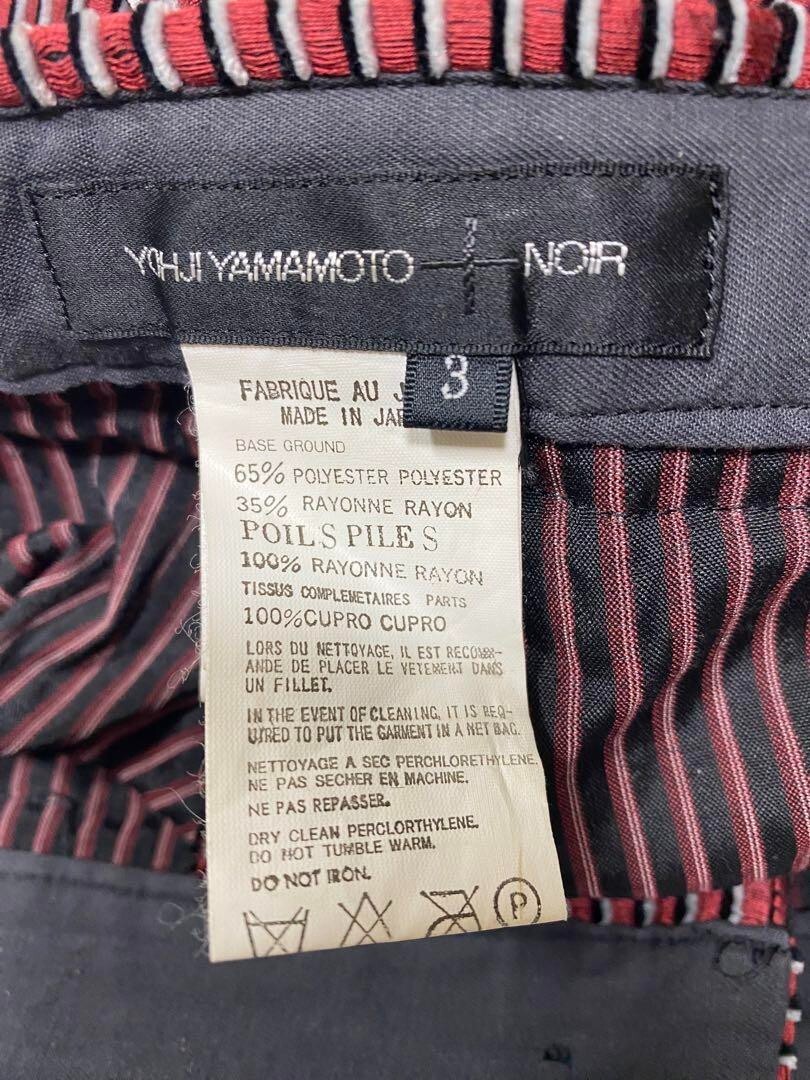 YOHJI YAMAMOTO NOIR
3
FABRIQUE AU J
MADE IN JAP
BASE GROUND
65% POLYESTER POLYESTER
35% RAYONNE RAYON
POILS PILES
100% RAYONNE RAYON
TISSUS COMPLEMETAIRES PARTS
100%CUPRO CUPRO
LORS DU NETTOYAGE, IL EST RECOMM-
ANDE DE PLACER LE VETEMENT DANS
UN FILLET.
IN THE EVENT OF CLEANING, IT IS REQ-
UIRED TO PUT THE GARMENT IN A NET BAG.
NETTOYAGE A SEC PERCHLORETHYLENE.
NE PAS SECHER EN MACHINE.
NE PAS REPASSER.
DRY CLEAN PERCLORTHYLENE.
DO NOT TUMBLE WARM.
DO NOT IRON.
P